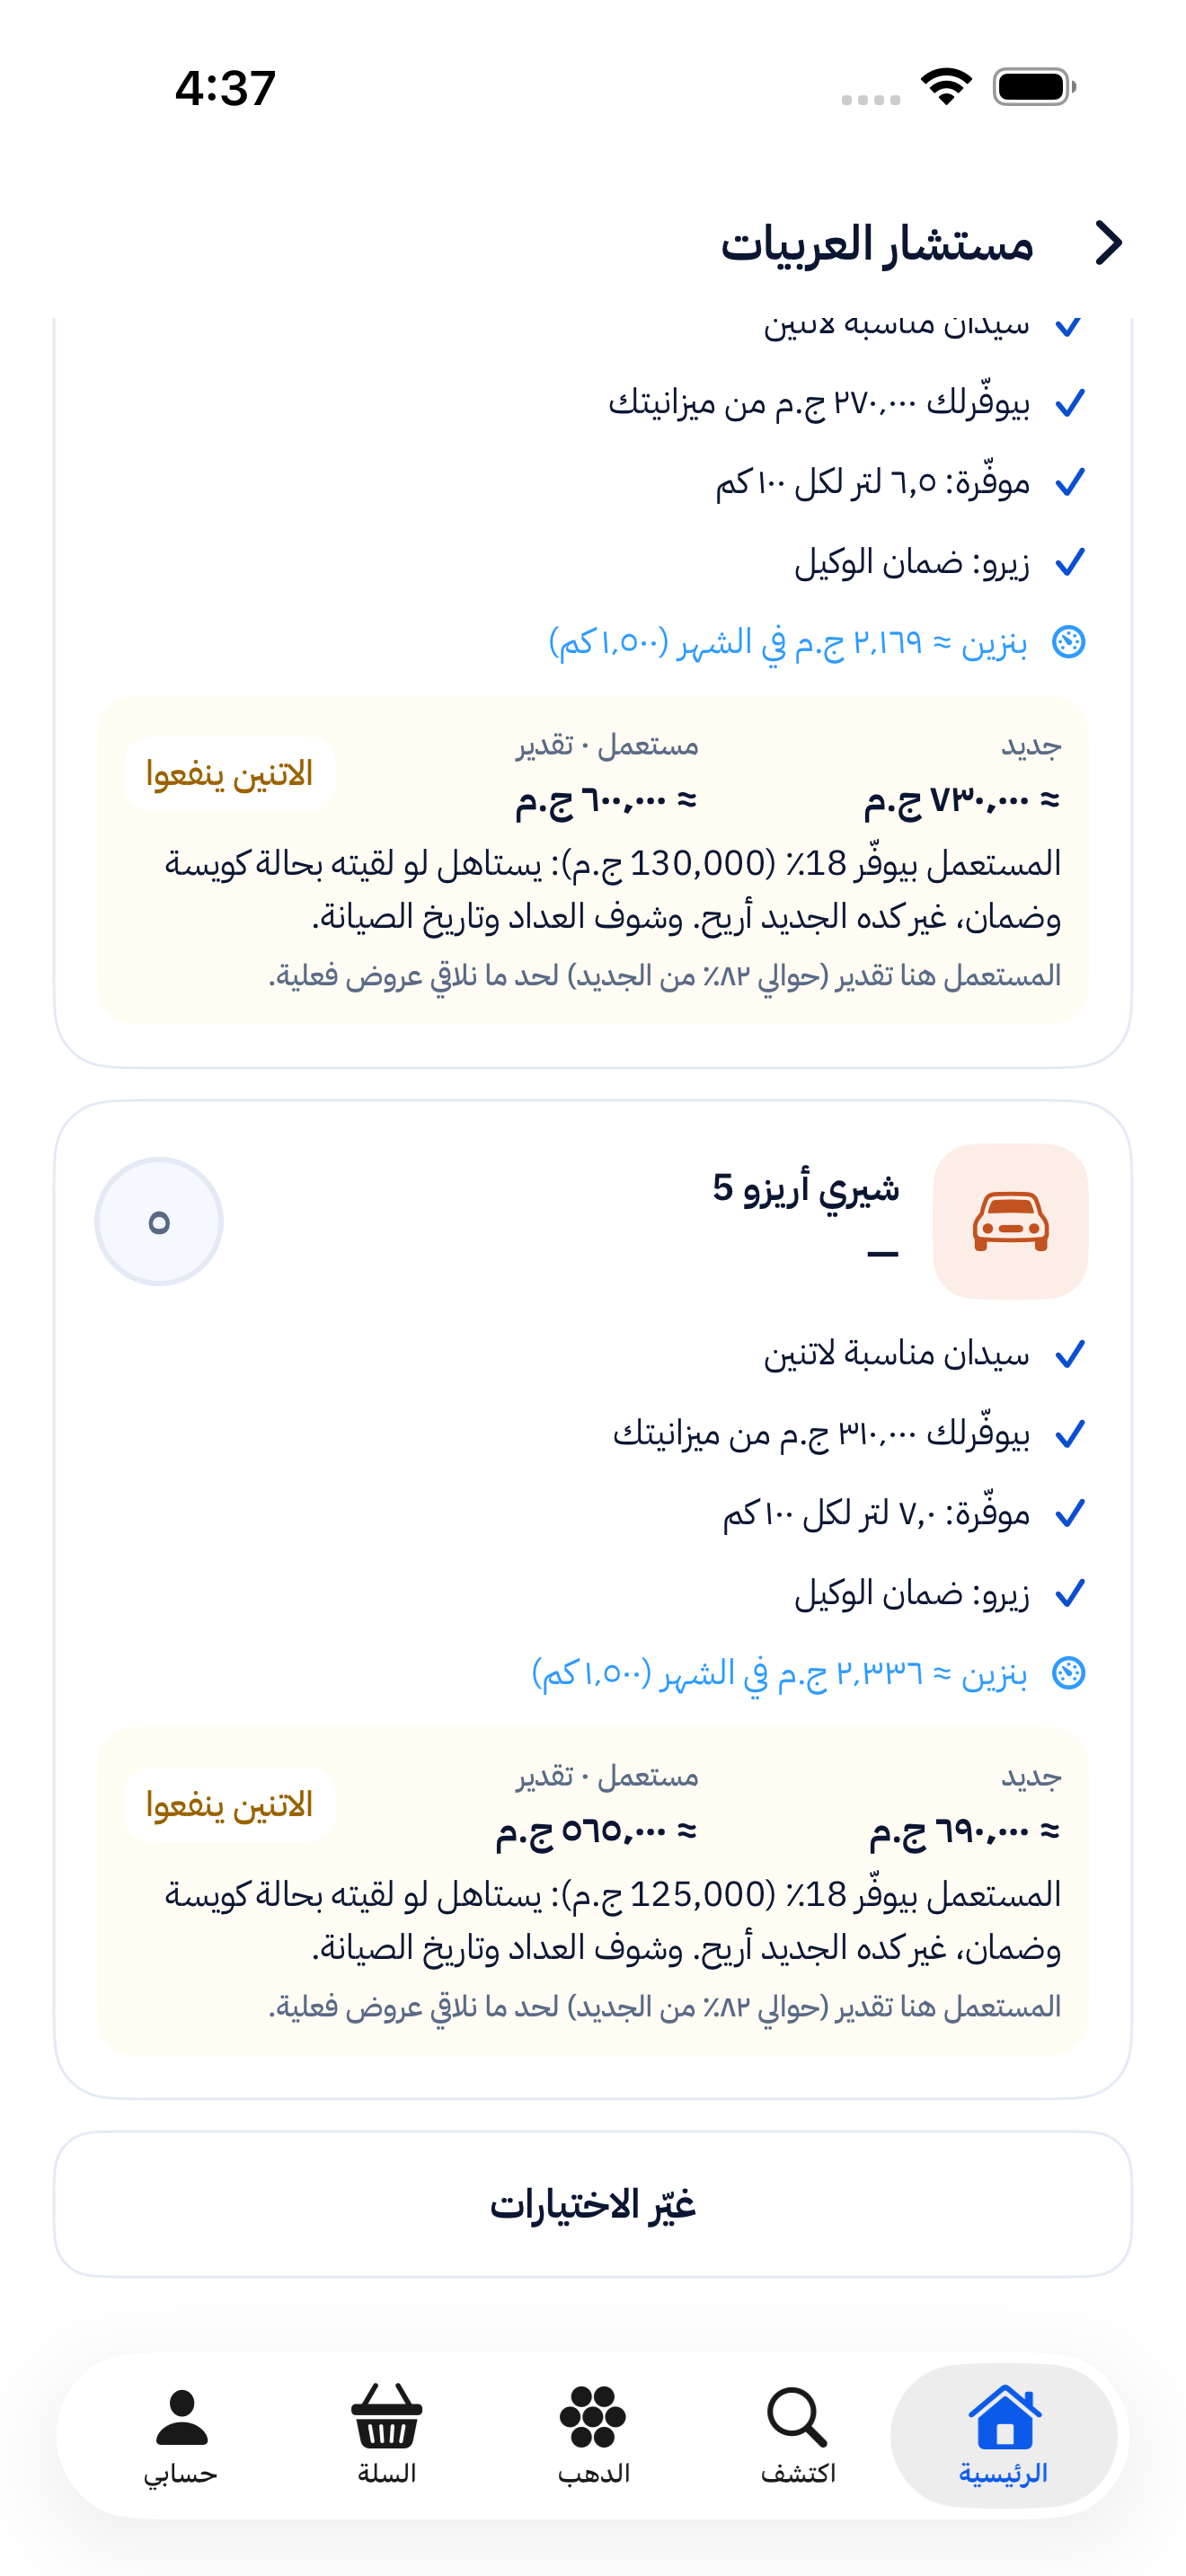 4:37
مستشار العربيات
سيدان مناسبة لاتنين
بيوفّرلك ٢٧٠,٠٠٠ ج.م من ميزانيتك
موفّرة: ٦,٥ لتر لكل ١٠٠ كم
زيرو: ضمان الوكيل
بنزين ≈ ٢,١٦٩ ج.م في الشهر (١,٥٠٠ كم)
جديد
مستعمل · تقدير
≈ ٧٣٠,٠٠٠ ج.م
≈ ٦٠٠,٠٠٠ ج.م
الاتنين ينفعوا
المستعمل بيوفّر 18٪ (130,000 ج.م): يستاهل لو لقيته بحالة كويسة
وضمان، غير كده الجديد أريح. وشوف العداد وتاريخ الصيانة.
المستعمل هنا تقدير (حوالي ٨٢٪ من الجديد) لحد ما نلاقي عروض فعلية.
شيري أريزو 5
—
٥
سيدان مناسبة لاتنين
بيوفّرلك ٣١٠,٠٠٠ ج.م من ميزانيتك
موفّرة: ٧,٠ لتر لكل ١٠٠ كم
زيرو: ضمان الوكيل
بنزين ≈ ٢,٣٣٦ ج.م في الشهر (١,٥٠٠ كم)
جديد
مستعمل · تقدير
≈ ٦٩٠,٠٠٠ ج.م
≈ ٥٦٥,٠٠٠ ج.م
الاتنين ينفعوا
المستعمل بيوفّر 18٪ (125,000 ج.م): يستاهل لو لقيته بحالة كويسة
وضمان، غير كده الجديد أريح. وشوف العداد وتاريخ الصيانة.
المستعمل هنا تقدير (حوالي ٨٢٪ من الجديد) لحد ما نلاقي عروض فعلية.
غيّر الاختيارات
الرئيسية
اكتشف
الدهب
السلة
حسابي